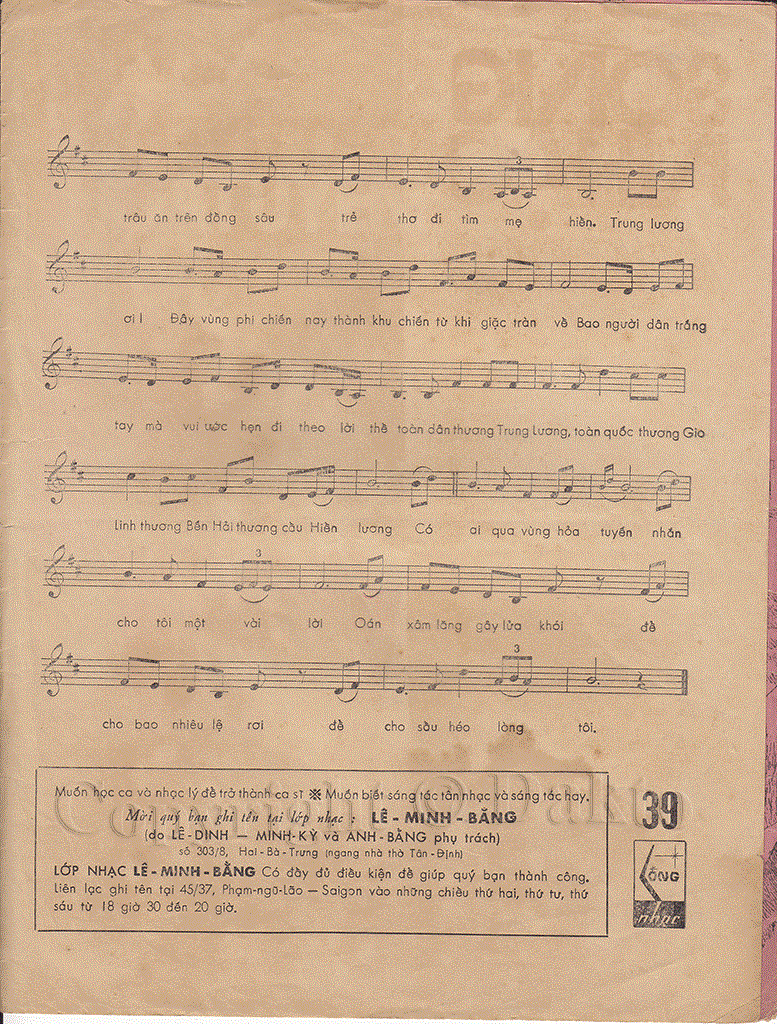 trâu ăn trên đồng sâu trẻ thơ đi tìm mẹ hiền. Trung lương
ơi ! Đây vùng phi chiến nay thành khu chiến từ khi giặc tràn về Bao người dân trắng
tay mà vui ước hẹn đi theo lời thề toàn dân thương Trung Lương, toàn quốc thương Gio
Linh thương Bến Hải thương cầu Hiền lương Có ai qua vùng hỏa tuyến nhắn
cho tôi một vài lời Oán xâm lăng gây lửa khói để
cho bao nhiêu lệ rơi để cho sầu héo lòng tôi.
Copyright ©
Muốn học ca và nhạc lý để trở thành ca sĩ ※ Muốn biết sáng tác tân nhạc và sáng tác hay.
Mời quý bạn ghi tên tại lớp nhạc : LÊ - MINH - BẰNG
(do LÊ - DINH — MINH - KỲ và ANH - BẰNG phụ trách)
số 303/8, Hai - Bà - Trưng (ngang nhà thờ Tân - Định)
LỚP NHẠC LÊ - MINH - BẰNG Có đầy đủ điều kiện để giúp quý bạn thành công.
Liên lạc ghi tên tại 45/37, Phạm-ngũ-Lão — Saigon vào những chiều thứ hai, thứ tư, thứ
sáu từ 18 giờ 30 đến 20 giờ.
39
SÓNG
nhạc